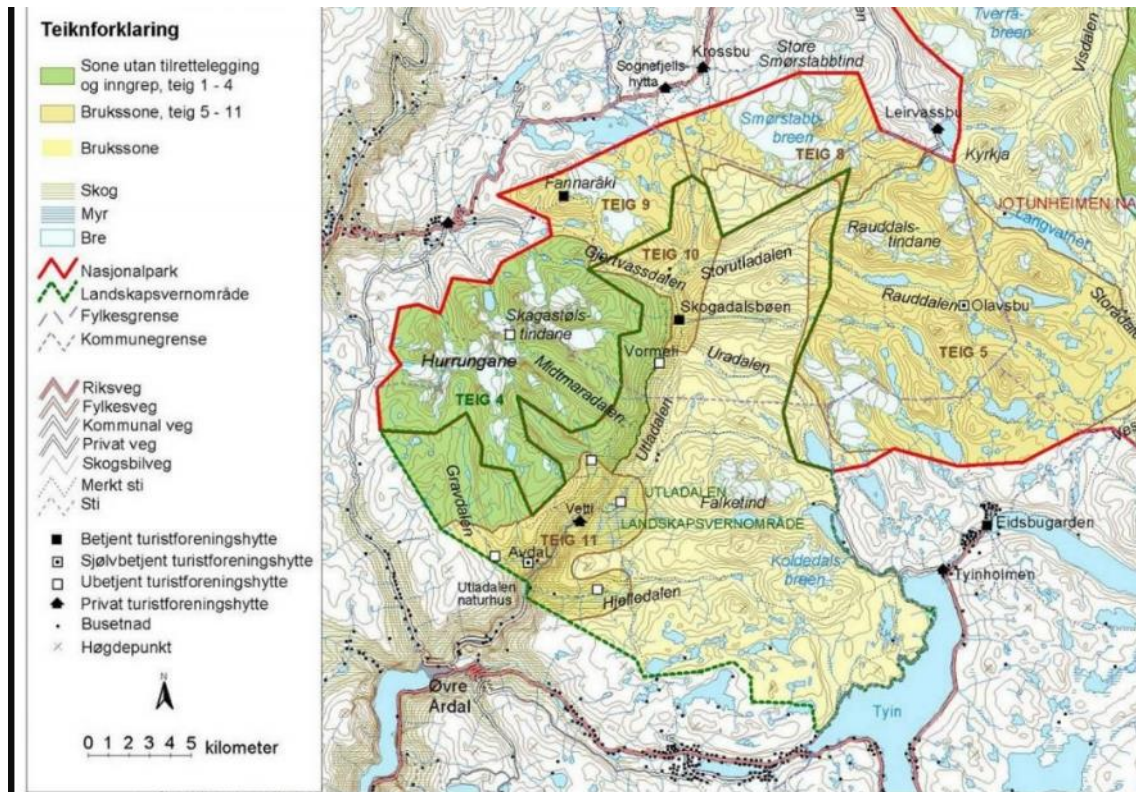 Teiknforklaring
Sone utan tilrettelegging
og inngrep, teig 1 - 4
Brukssone, teig 5 - 11
Brukssone
Skog
Myr
Bre
Nasjonalpark
Landskapsvernområde
Fylkesgrense
Kommunegrense
Riksveg
Fylkesveg
Kommunal veg
Privat veg
Skogsbilveg
Merkt sti
Sti
Betjent turistforeningshytte
Sjølvbetjent turistforeningshytte
Ubetjent turistforeningshytte
Privat turistforeningshytte
Busetnad
Høgdepunkt
N
0 1 2 3 4 5 kilometer
Tverrå-
breen
Visdalen
Krossbu
Store
Smørstabbtind
Sognefjells-
hytta
Smørstabb-
breen
Leirvassbu
TEIG 8
Kyrkja
Fannaråki
TEIG 9
JOTUNHEIMEN NA
Langvatnet
Rauddals-
tindane
TEIG 10
Gjertvassdalen
Storutladalen
Skogadalsbøen
Rauddalen
Olavsbu
Skagastøls-
tindane
Vormeli
Uradalen
TEIG 5
Hurrungane
Midtmaradalen
TEIG 4
Utladalen
Gravdalen
UTLADALEN
Falketind
LANDSKAPSVERNOMRÅDE
Vetti
TEIG 11
Avdal
Eidsbugarden
Koldedals-
breen
Tyinholmen
Utladalen
naturhus
Hjelledalen
Øvre
Årdal
Tyin